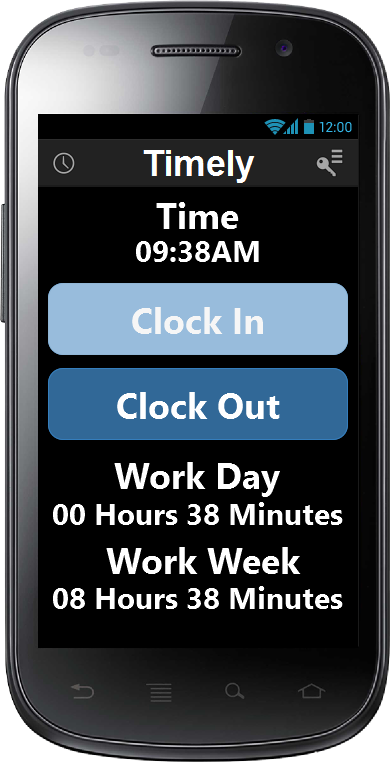 12:00
Timely
Time
09:38AM
Clock In
Clock Out
Work Day
00 Hours 38 Minutes
Work Week
08 Hours 38 Minutes